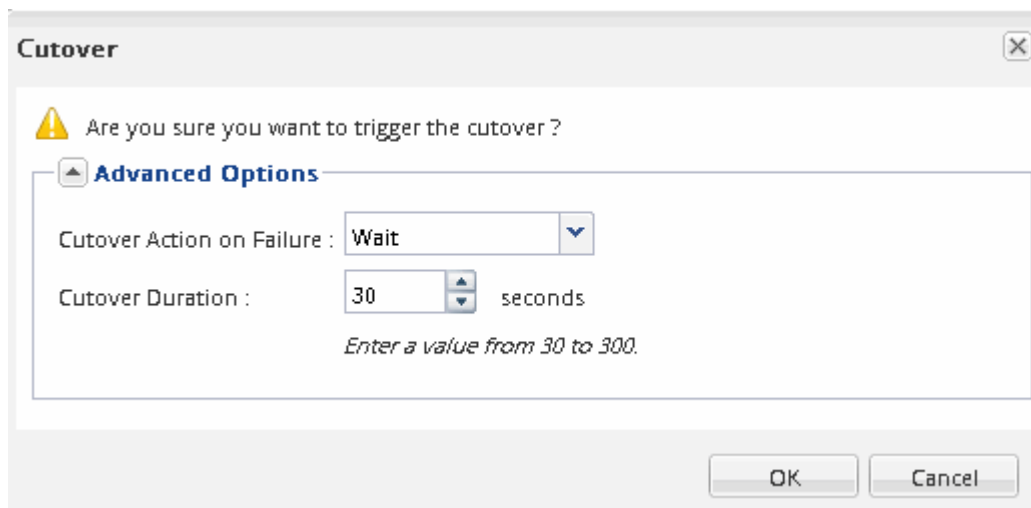 Cutover
Are you sure you want to trigger the cutover ?
Advanced Options
Cutover Action on Failure : Wait
Cutover Duration : 30 seconds
Enter a value from 30 to 300.
OK Cancel